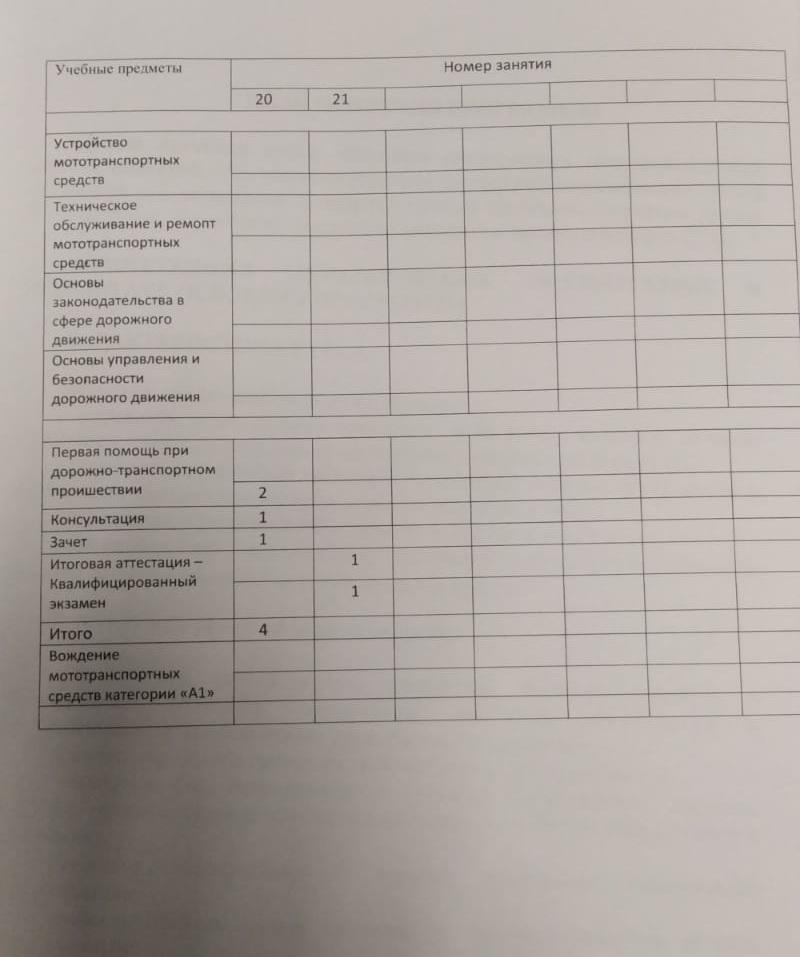 Учебные предметы
Номер занятия
20 21
Устройство
мототранспортных
средств
Техническое
обслуживание и ремопт
мототранспортных
средств
Основы
законодательства в
сфере дорожного
движения
Основы управления и
безопасности
дорожного движения
Первая помощь при
дорожно-транспортном
проишествии
2
Консультация 1
Зачет 1
Итоговая аттестация – 1
Квалифицированный
экзамен
1
Итого 4
Вождение
мототранспортных
средств категории «А1»